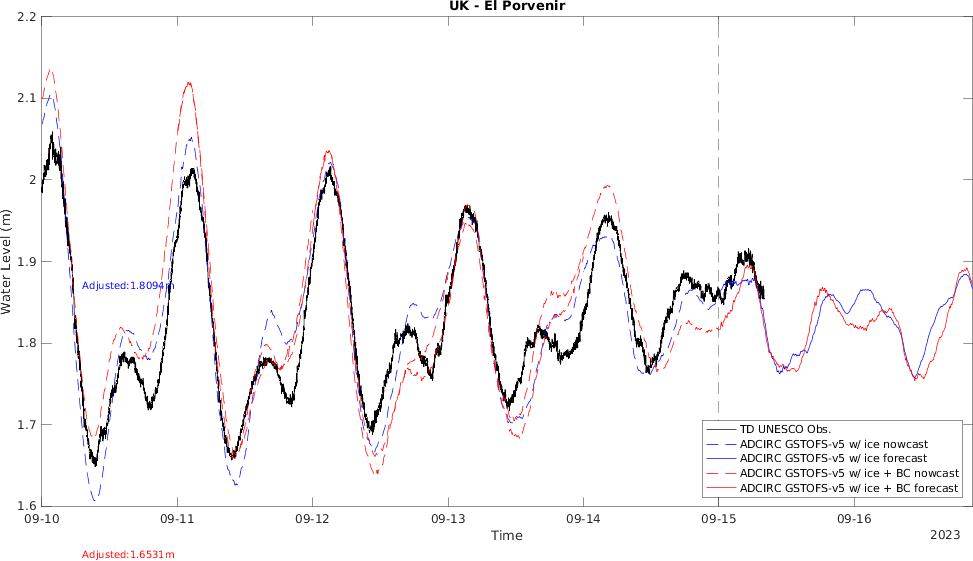 UK - El Porvenir
2.2
2.1
2
1.9
1.8
1.7
1.6
Water Level (m)
Adjusted:1.8094m
TD UNESCO Obs.
ADCIRC GSTOFS-v5 w/ ice nowcast
ADCIRC GSTOFS-v5 w/ ice forecast
ADCIRC GSTOFS-v5 w/ ice + BC nowcast
ADCIRC GSTOFS-v5 w/ ice + BC forecast
09-10 09-11 09-12 09-13 09-14 09-15 09-16
Time
2023
Adjusted:1.6531m